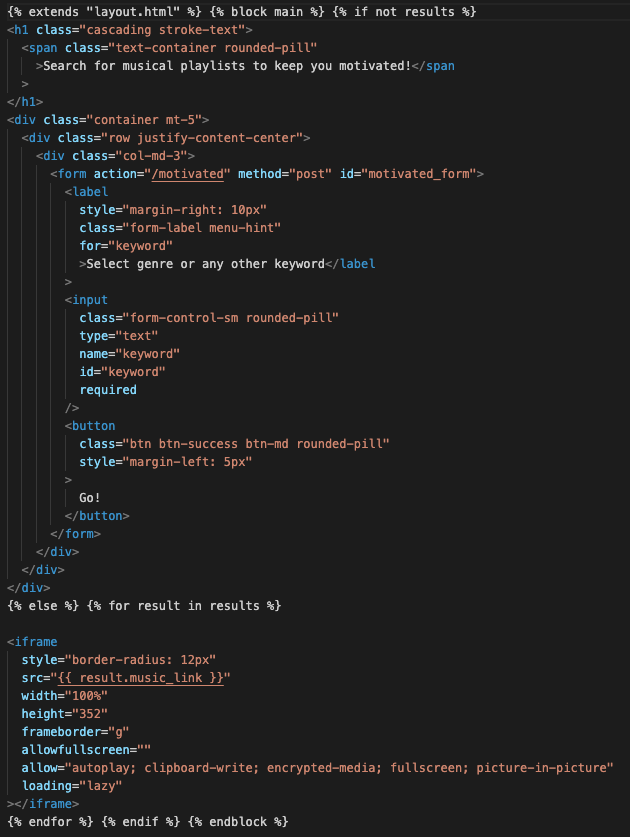 {% extends "layout.html" %} {% block main %} {% if not results %}
<h1 class="cascading stroke-text">
  <span class="text-container rounded-pill"
    >Search for musical playlists to keep you motivated!</span
  >
</h1>
<div class="container mt-5">
  <div class="row justify-content-center">
    <div class="col-md-3">
      <form action="/motivated" method="post" id="motivated_form">
        <label
          style="margin-right: 10px"
          class="form-label menu-hint"
          for="keyword"
          >Select genre or any other keyword</label
        >
        <input
          class="form-control-sm rounded-pill"
          type="text"
          name="keyword"
          id="keyword"
          required
        />
        <button
          class="btn btn-success btn-md rounded-pill"
          style="margin-left: 5px"
        >
          Go!
        </button>
      </form>
    </div>
  </div>
</div>
{% else %} {% for result in results %}

<iframe
  style="border-radius: 12px"
  src="{{ result.music_link }}"
  width="100%"
  height="352"
  frameborder="g"
  allowfullscreen=""
  allow="autoplay; clipboard-write; encrypted-media; fullscreen; picture-in-picture"
  loading="lazy"
></iframe>
{% endfor %} {% endif %} {% endblock %}